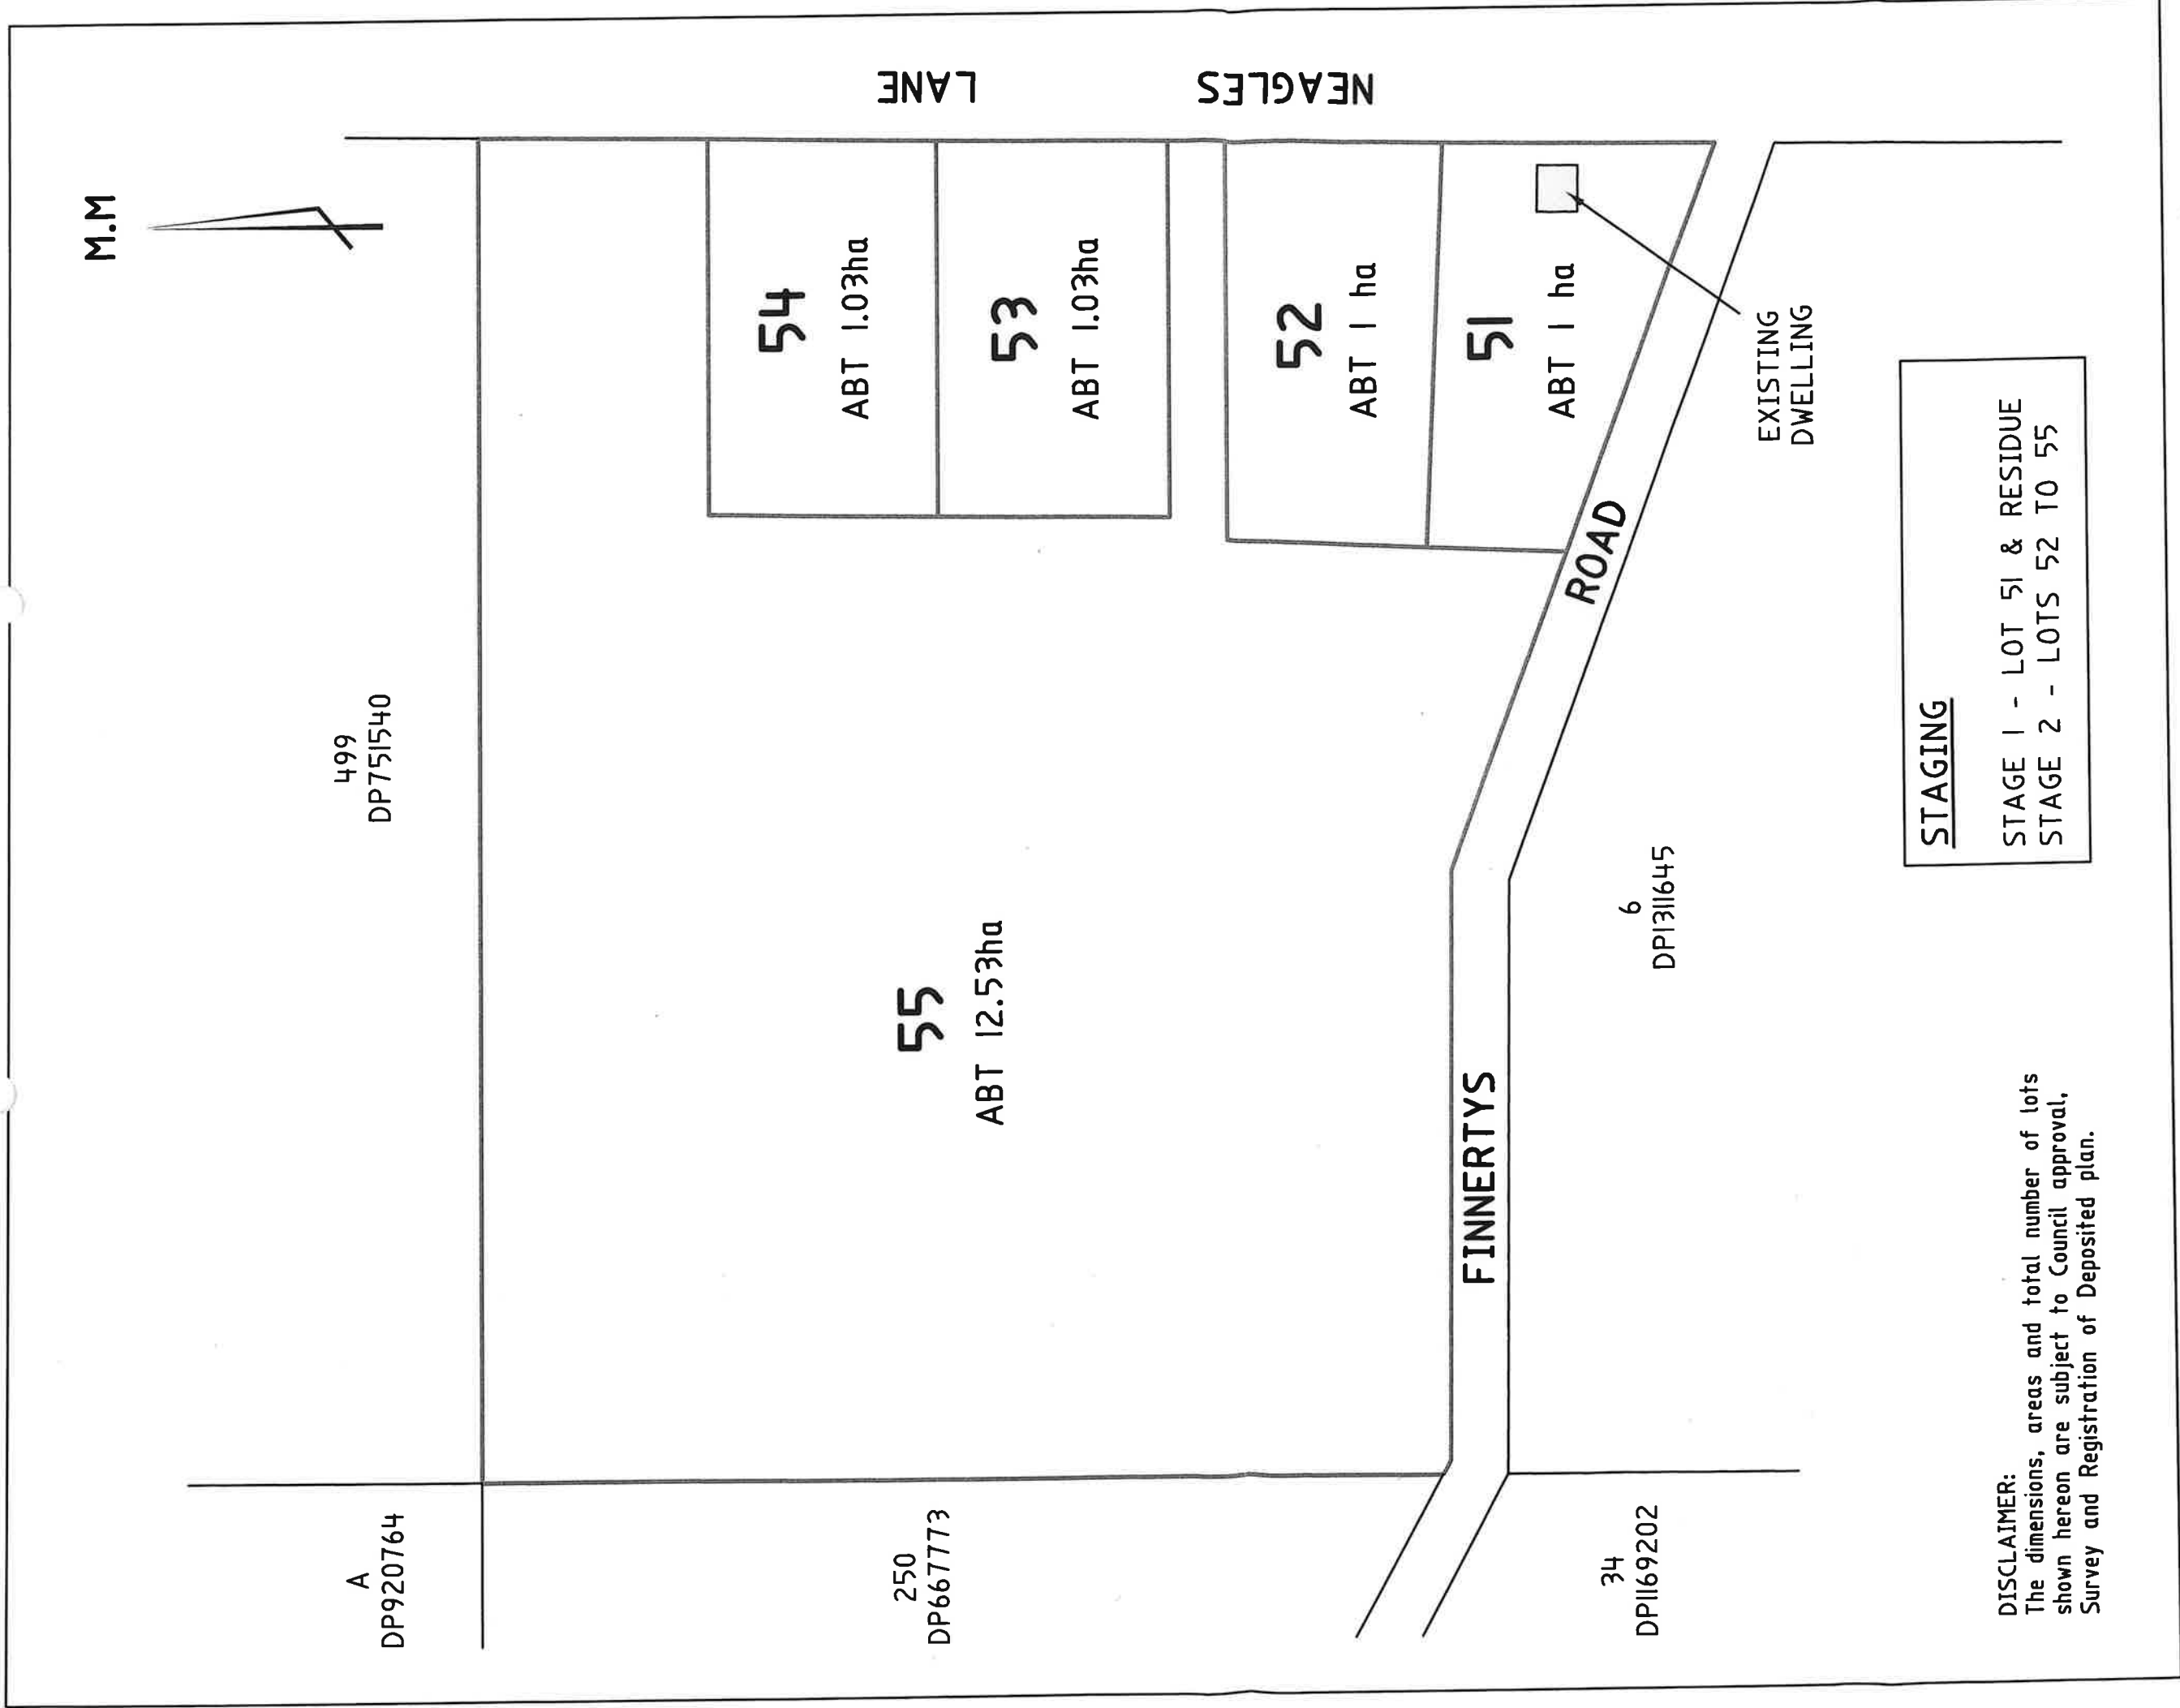 M.M
499
DP751540
A
DP920764
NEAGLES
LANE
54
ABT 1.03ha
53
ABT 1.03ha
52
ABT 1 ha
51
ABT 1 ha
55
ABT 12.53ha
250
DP667773
FINNERTYS
ROAD
EXISTING
DWELLING
6
DP1311645
34
DP1169202
STAGING
STAGE 1 - LOT 51 & RESIDUE
STAGE 2 - LOTS 52 TO 55
DISCLAIMER:
The dimensions, areas and total number of lots
shown hereon are subject to Council approval,
Survey and Registration of Deposited plan.